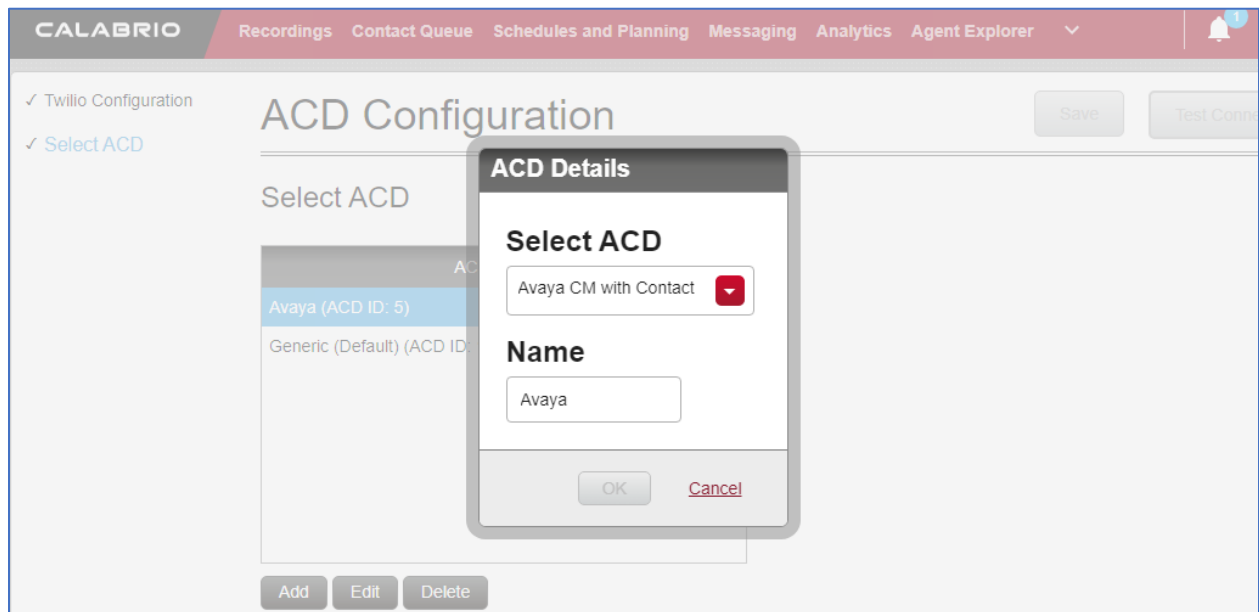 CALABRIO Recordings Contact Queue Schedules and Planning Messaging Analytics Agent Explorer 1
✓ Twilio Configuration
✓ Select ACD
ACD Configuration
Save
Test Conne
Select ACD
AC
Avaya (ACD ID: 5)
Generic (Default) (ACD ID:
ACD Details
Select ACD
Avaya CM with Contact
Name
Avaya
OK Cancel
Add Edit Delete